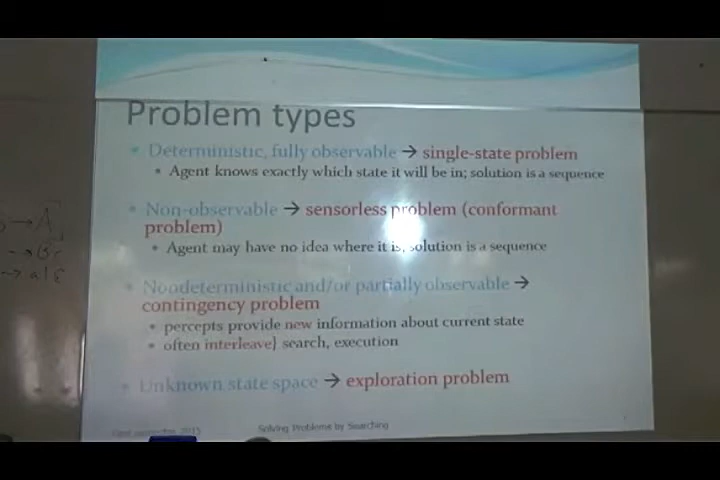 Problem types
• Deterministic, fully observable → single-state problem
• Agent knows exactly which state it will be in; solution is a sequence
• Non-observable → sensorless problem (conformant
problem)
• Agent may have no idea where it is; solution is a sequence
• Nondeterministic and/or partially observable →
contingency problem
• percepts provide new information about current state
• often interleave} search, execution
• Unknown state space → exploration problem
2015
Solving Problems by Searching